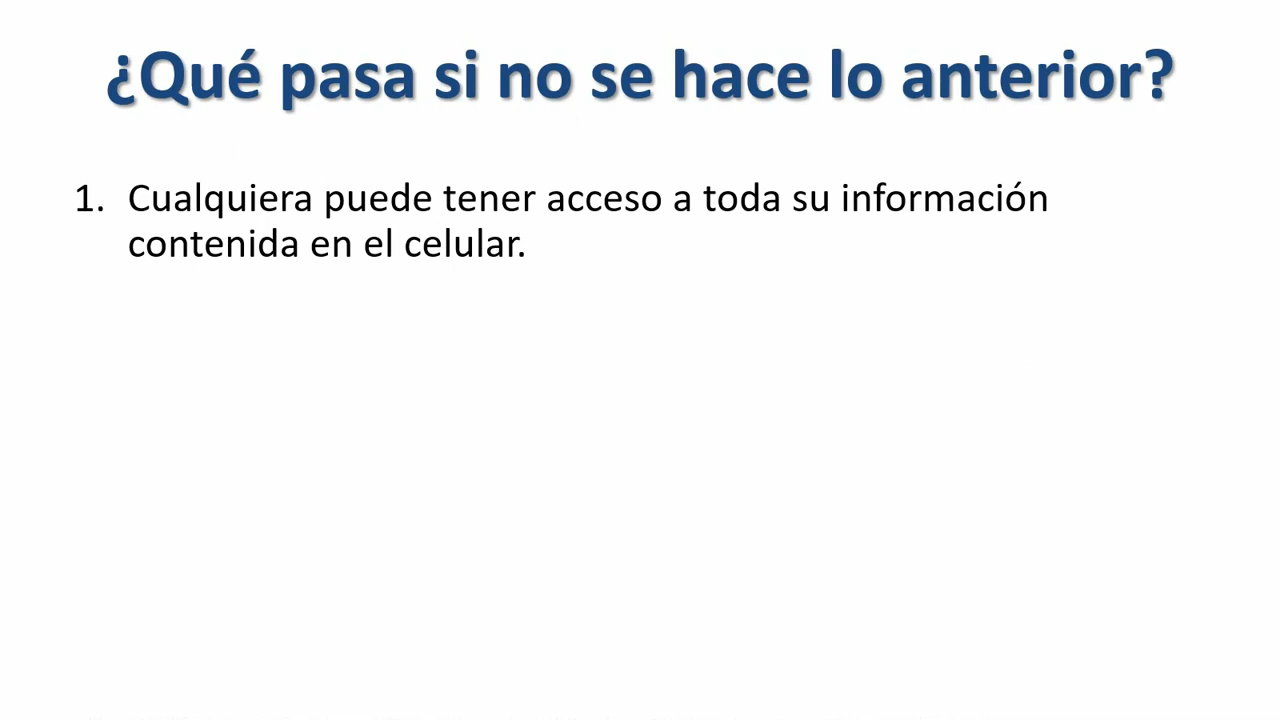 ¿Qué pasa si no se hace lo anterior?
1. Cualquiera puede tener acceso a toda su información
contenida en el celular.